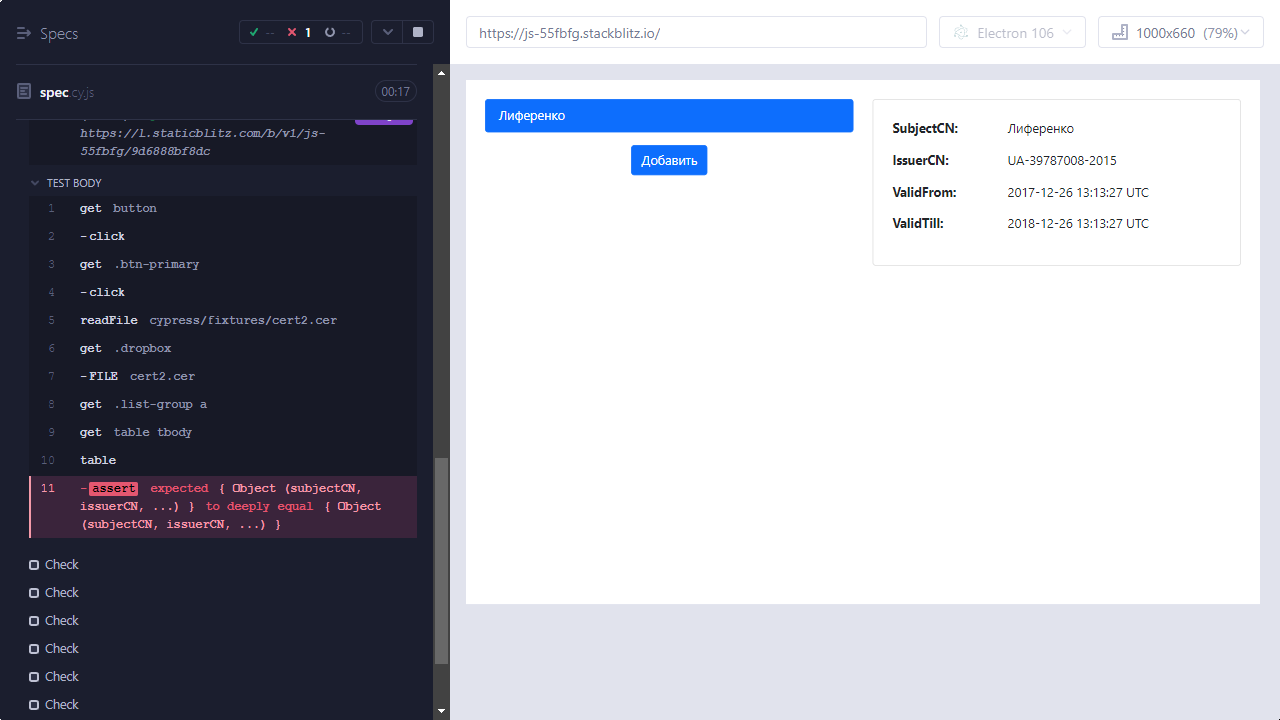 Specs
-- 1 --
spec.cy.js
00:17
https://l.staticblitz.com/b/v1/js-
55fbfg/9d6888bf8dc
TEST BODY
1 get button
2 -click
3 get .btn-primary
4 -click
5 readFile cypress/fixtures/cert2.cer
6 get .dropbox
7 -FILE cert2.cer
8 get .list-group a
9 get table tbody
10 table
11 -assert expected { Object (subjectCN,
issuerCN, ...) } to deeply equal { Object
(subjectCN, issuerCN, ...) }
Check
Check
Check
Check
Check
Check
https://js-55fbfg.stackblitz.io/
Electron 106
1000x660 (79%)
Лиференко
Добавить
SubjectCN: Лиференко
IssuerCN: UA-39787008-2015
ValidFrom: 2017-12-26 13:13:27 UTC
ValidTill: 2018-12-26 13:13:27 UTC